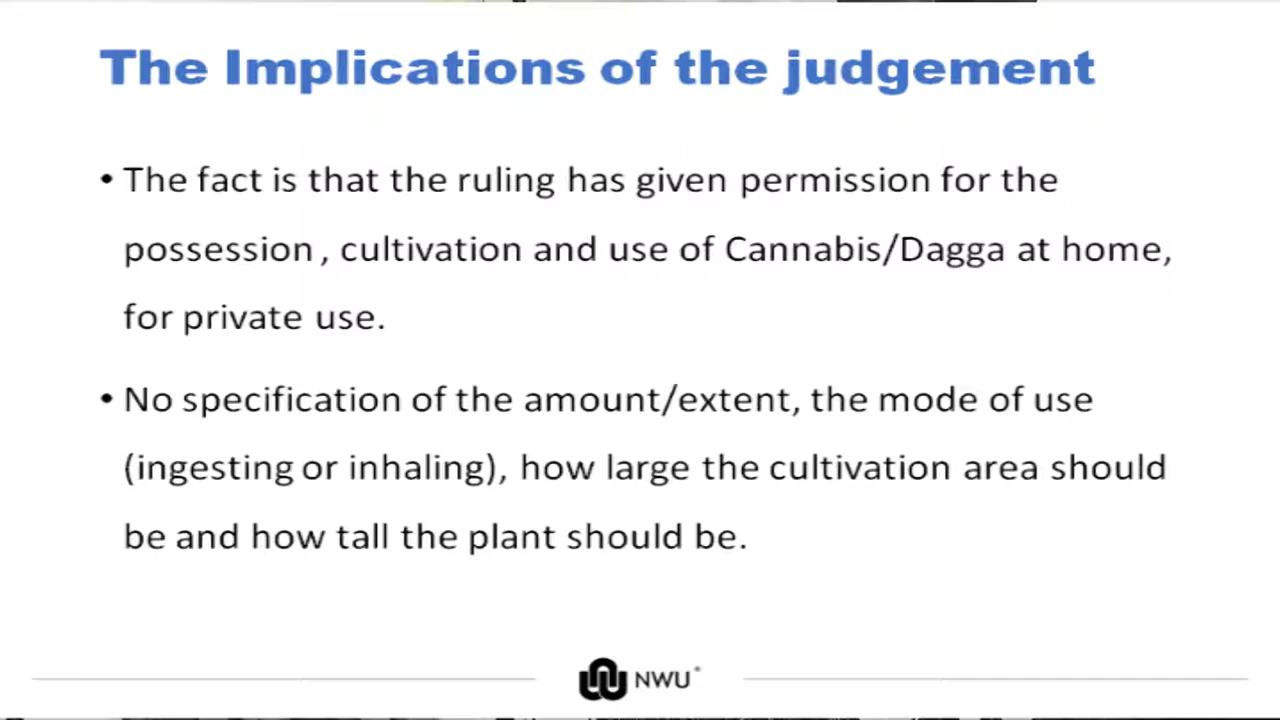 The Implications of the judgement
• The fact is that the ruling has given permission for the
possession , cultivation and use of Cannabis/Dagga at home,
for private use.
• No specification of the amount/extent, the mode of use
(ingesting or inhaling), how large the cultivation area should
be and how tall the plant should be.
NWU®